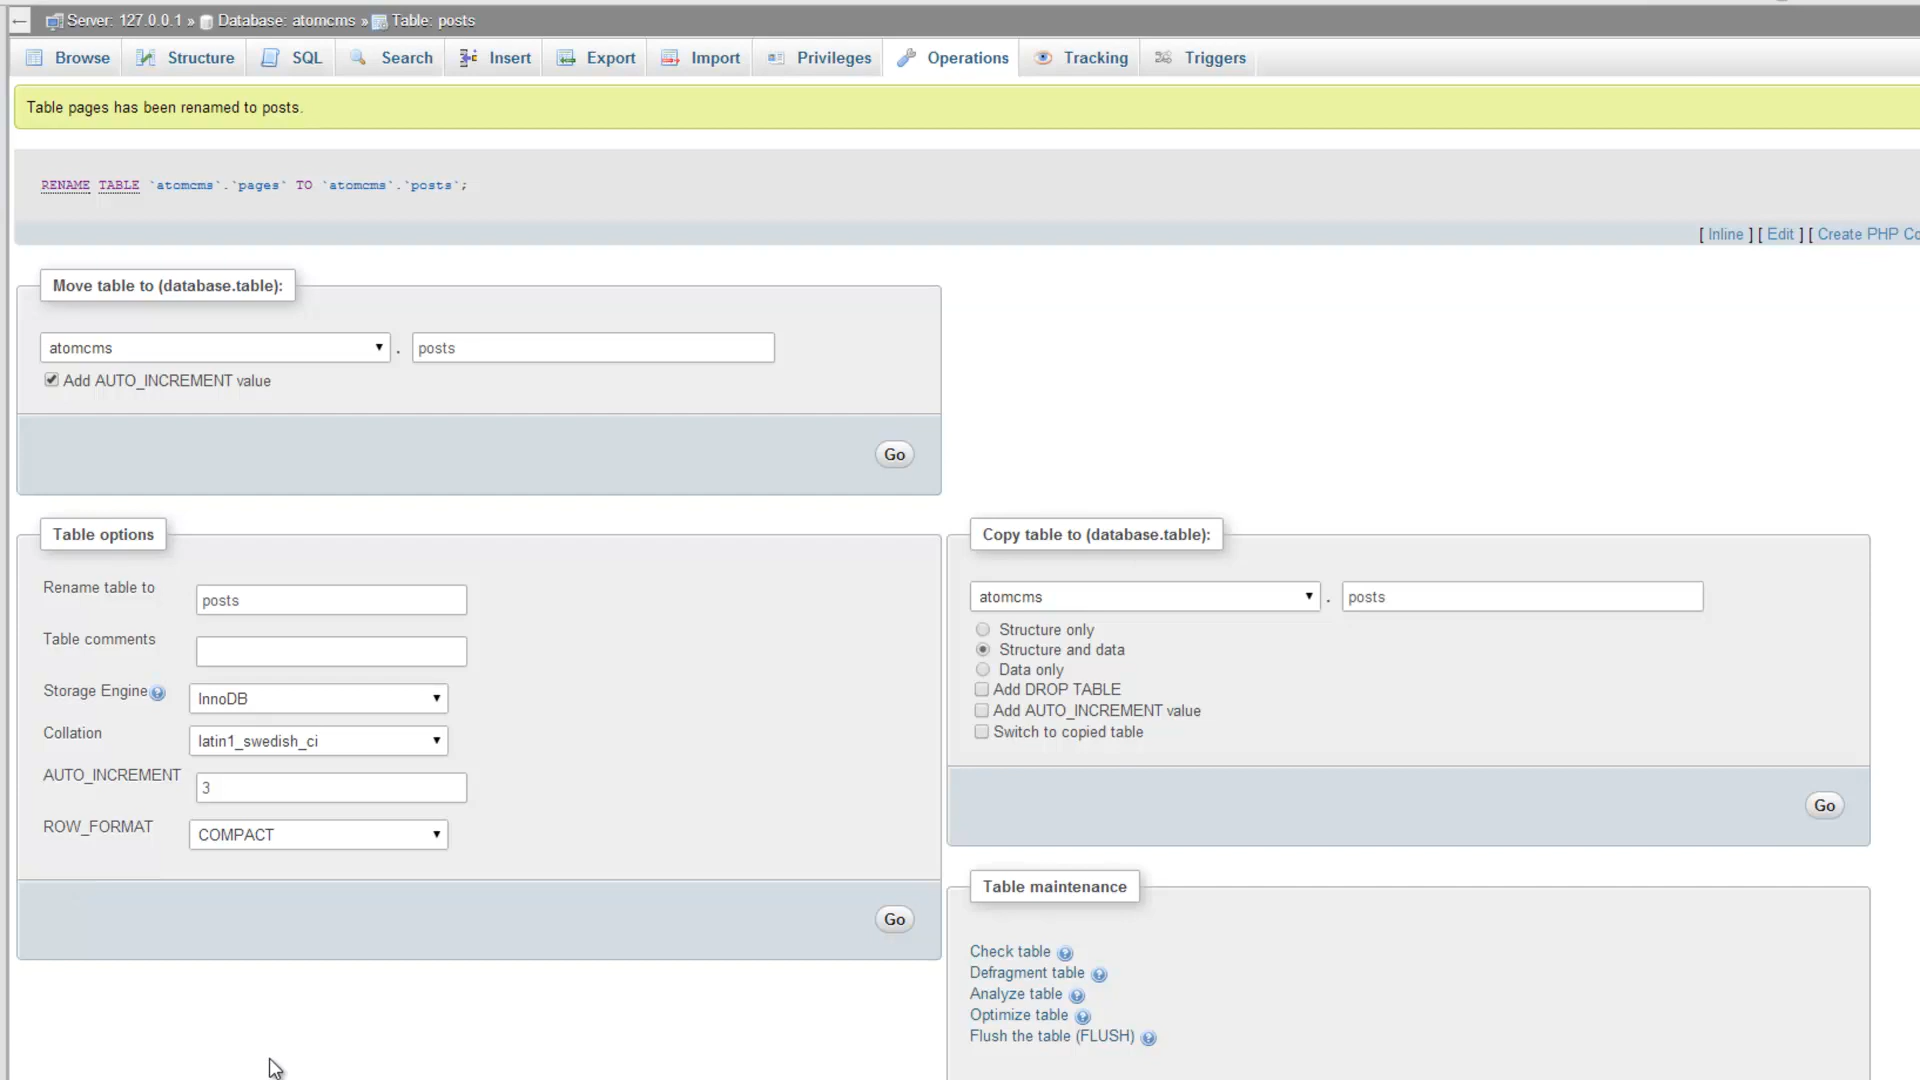 Server: 127.0.0.1 » Database: atomcms » Table: posts
Browse Structure SQL Search Insert Export Import Privileges Operations Tracking Triggers
Table pages has been renamed to posts.
RENAME TABLE `atomcms`.`pages` TO `atomcms`.`posts`;
[ Inline ] [ Edit ] [ Create PHP Co
Move table to (database.table):
atomcms . posts
Add AUTO_INCREMENT value
Go
Table options
Rename table to posts
Table comments
Storage Engine InnoDB
Collation latin1_swedish_ci
AUTO_INCREMENT 3
ROW_FORMAT COMPACT
Go
Copy table to (database.table):
atomcms . posts
Structure only
Structure and data
Data only
Add DROP TABLE
Add AUTO_INCREMENT value
Switch to copied table
Go
Table maintenance
Check table
Defragment table
Analyze table
Optimize table
Flush the table (FLUSH)